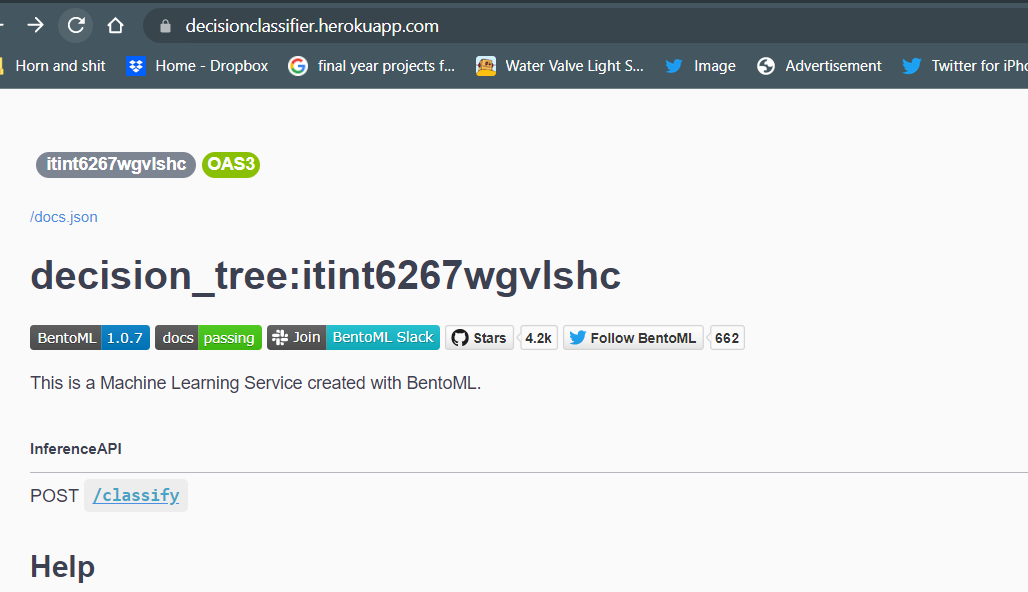 decisionclassifier.herokuapp.com
Horn and shit Home - Dropbox final year projects f... Water Valve Light S... Image Advertisement Twitter for iPho
itint6267wgvlshc OAS3
/docs.json
decision_tree:itint6267wgvlshc
BentoML 1.0.7 docs passing Join BentoML Slack Stars 4.2k Follow BentoML 662
This is a Machine Learning Service created with BentoML.
InferenceAPI
POST /classify
Help